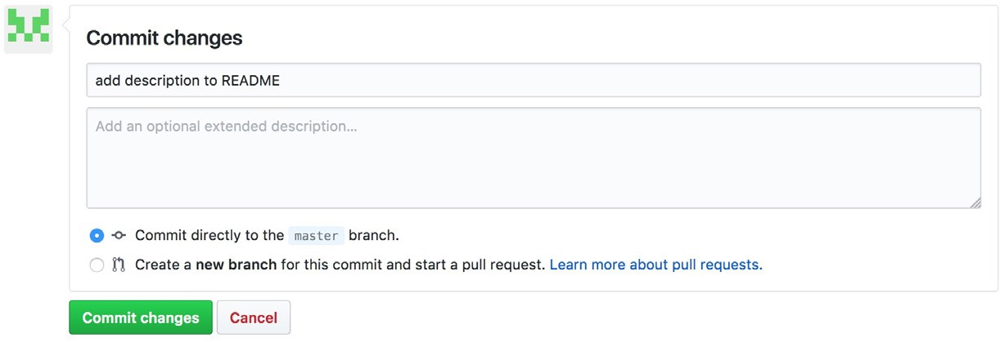 Commit changes
add description to README
Add an optional extended description...
Commit directly to the master branch.
Create a new branch for this commit and start a pull request. Learn more about pull requests.
Commit changes Cancel